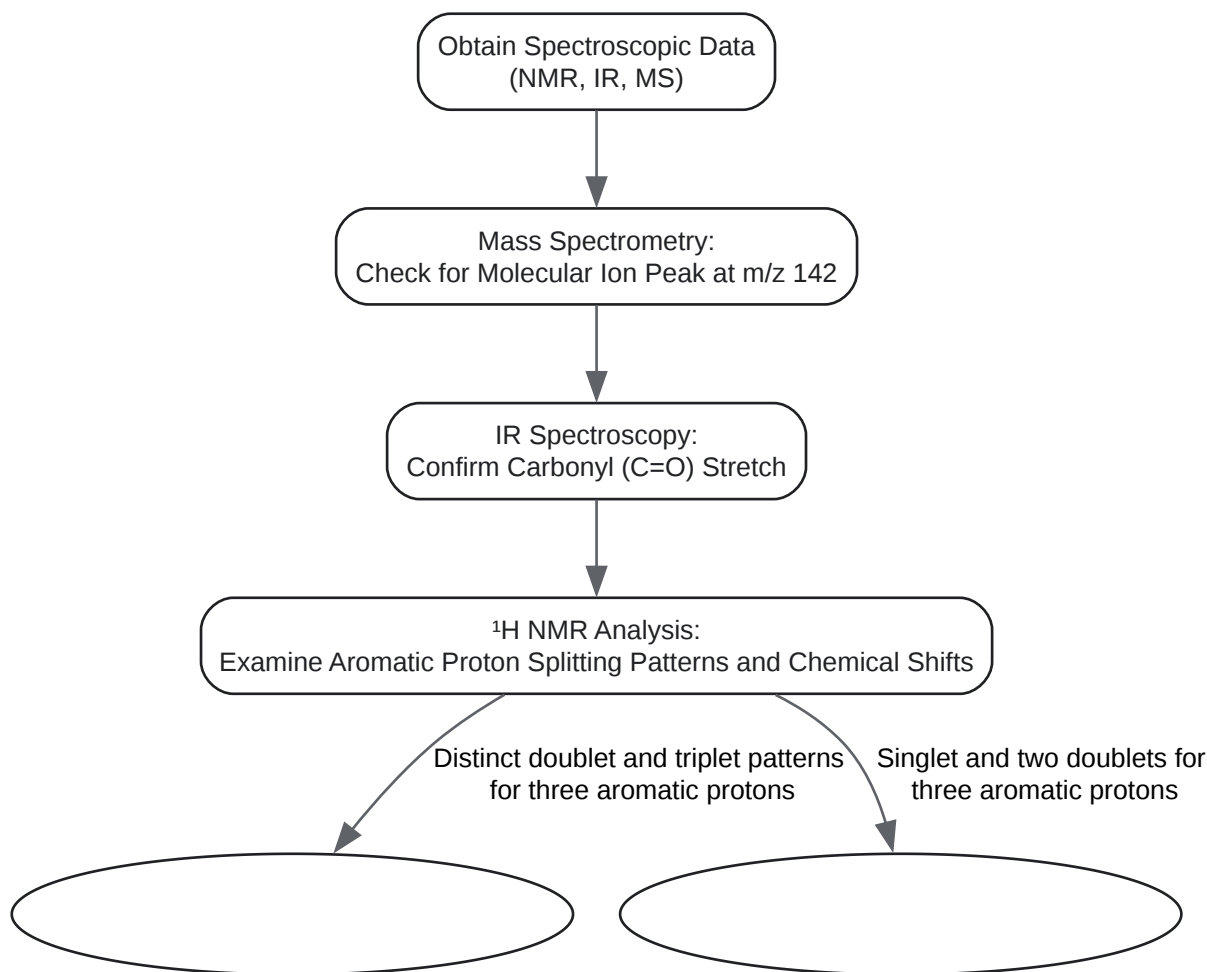 Obtain Spectroscopic Data
(NMR, IR, MS)
Mass Spectrometry:
Check for Molecular Ion Peak at m/z 142
IR Spectroscopy:
Confirm Carbonyl (C=O) Stretch
¹H NMR Analysis:
Examine Aromatic Proton Splitting Patterns and Chemical Shifts
Distinct doublet and triplet patterns
for three aromatic protons
Singlet and two doublets for
three aromatic protons